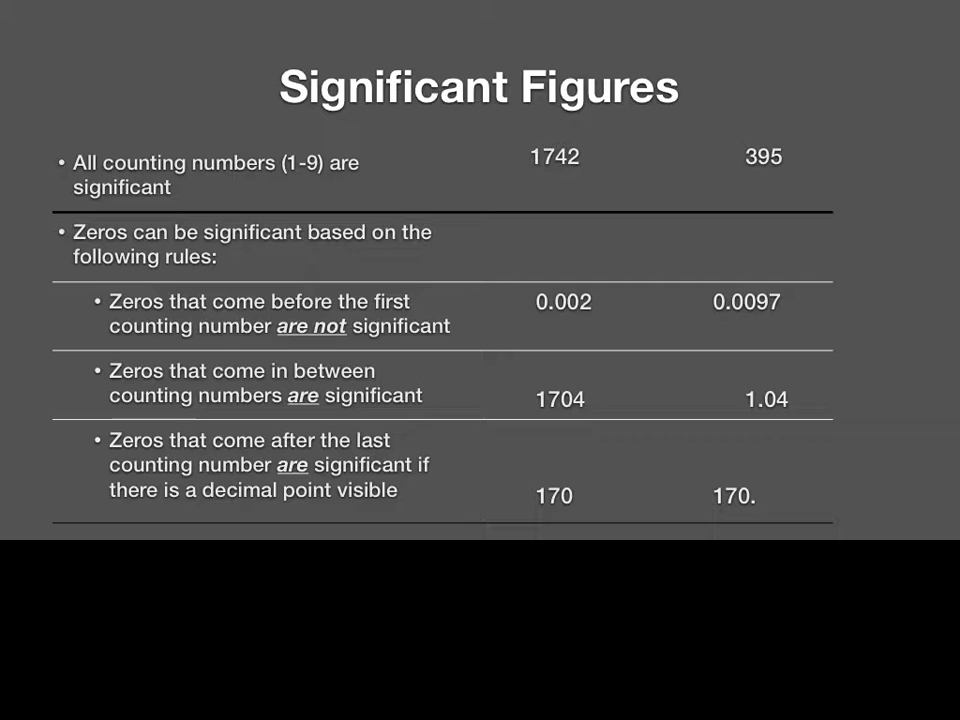 Significant Figures
• All counting numbers (1-9) are
significant
1742 395
• Zeros can be significant based on the
following rules:
• Zeros that come before the first
counting number are not significant
0.002 0.0097
• Zeros that come in between
counting numbers are significant
1704 1.04
• Zeros that come after the last
counting number are significant if
there is a decimal point visible
170 170.